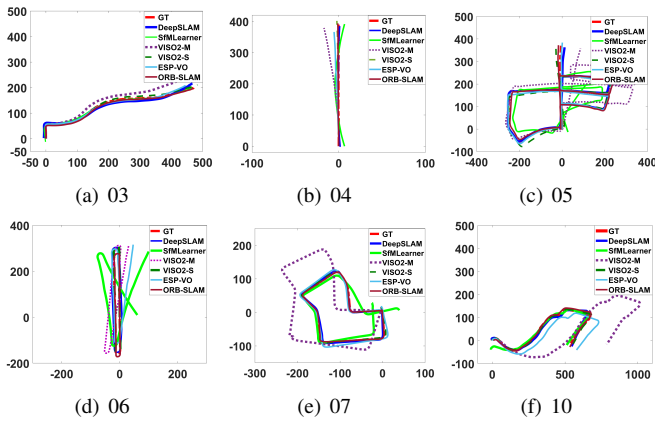 500
400
300
200
100
0
-50
-50 0 100 200 300 400 500
GT
DeepSLAM
SfMLearner
VISO2-M
VISO2-S
ESP-VO
ORB-SLAM
(a) 03
400
300
200
100
0
-100 0 100
GT
DeepSLAM
SfMLearner
VISO2-M
VISO2-S
ESP-VO
ORB-SLAM
(b) 04
500
400
300
200
100
0
-100
-400 -200 0 200 400
GT
DeepSLAM
SfMLearner
VISO2-M
VISO2-S
ESP-VO
ORB-SLAM
(c) 05
400
200
0
-200
-200 0 200
GT
DeepSLAM
SfMLearner
VISO2-M
VISO2-S
ESP-VO
ORB-SLAM
(d) 06
200
100
0
-100
-300 -200 -100 0 100
GT
DeepSLAM
SfMLearner
VISO2-M
VISO2-S
ESP-VO
ORB-SLAM
(e) 07
500
400
300
200
100
0
-100
0 500 1000
GT
DeepSLAM
SfMLearner
VISO2-M
VISO2-S
ESP-VO
ORB-SLAM
(f) 10